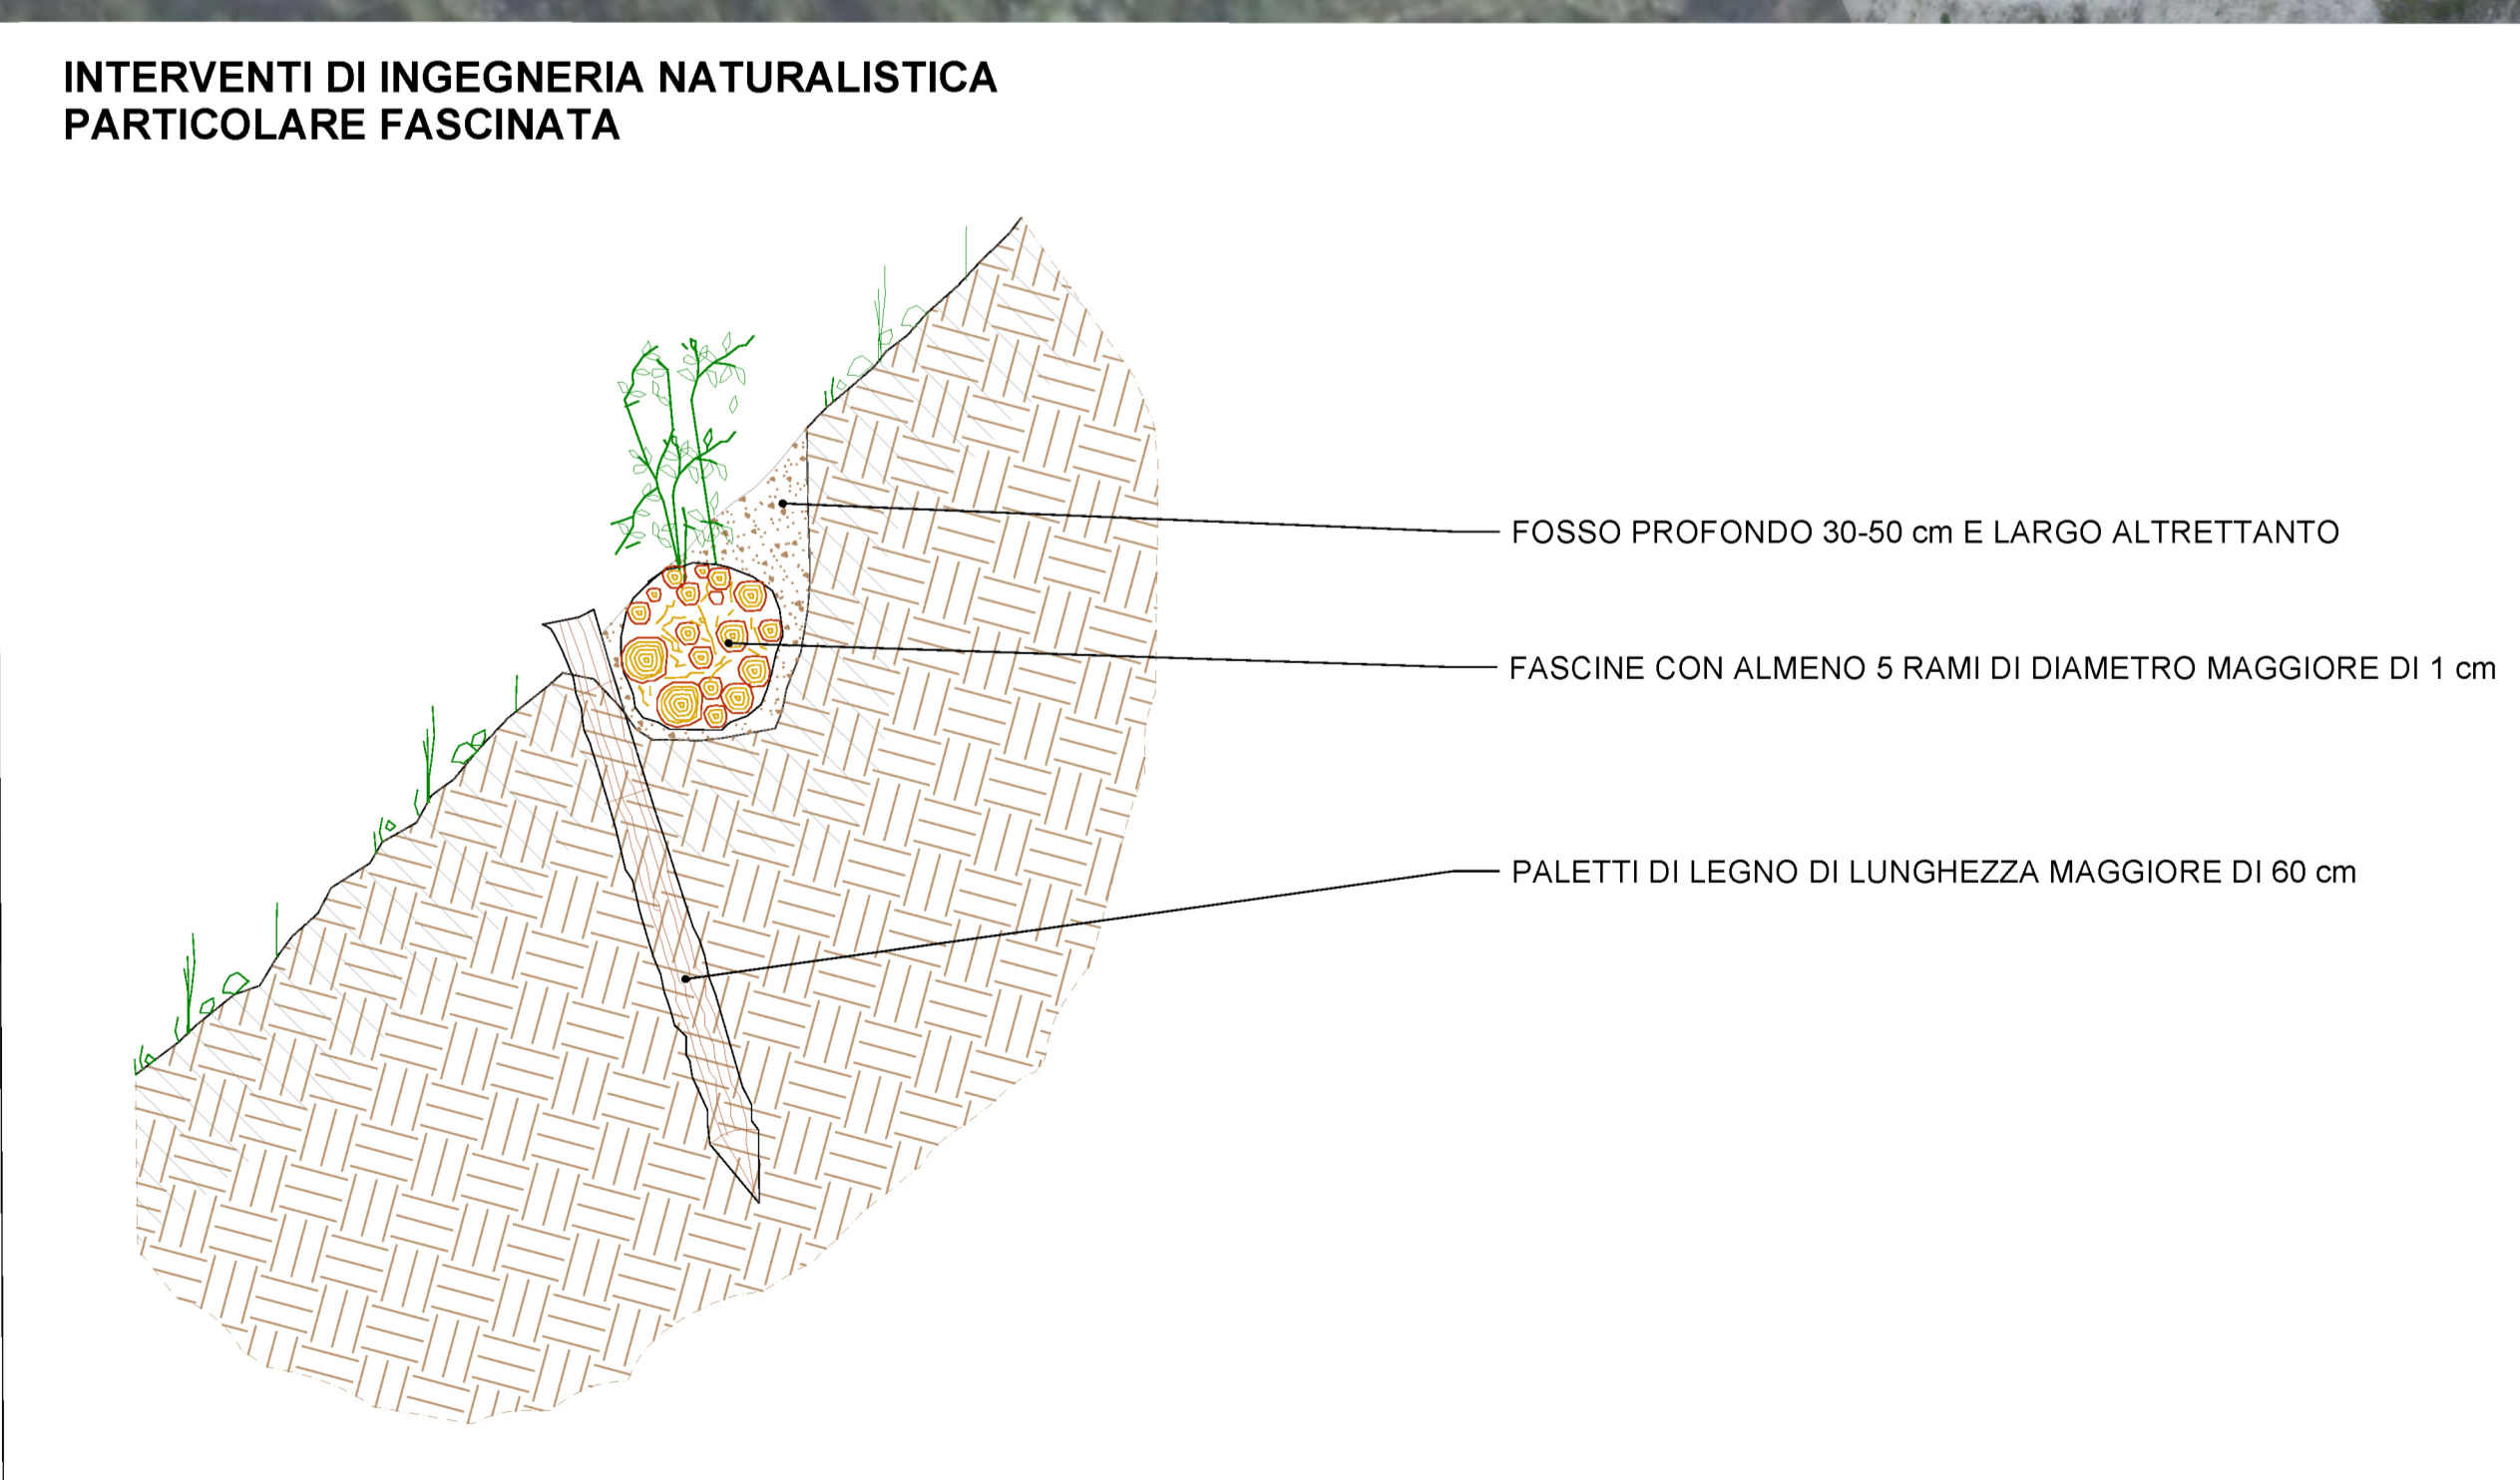 INTERVENTI DI INGEGNERIA NATURALISTICA
PARTICOLARE FASCINATA
FOSSO PROFONDO 30-50 cm E LARGO ALTRETTANTO
FASCINE CON ALMENO 5 RAMI DI DIAMETRO MAGGIORE DI 1 cm
PALETTI DI LEGNO DI LUNGHEZZA MAGGIORE DI 60 cm